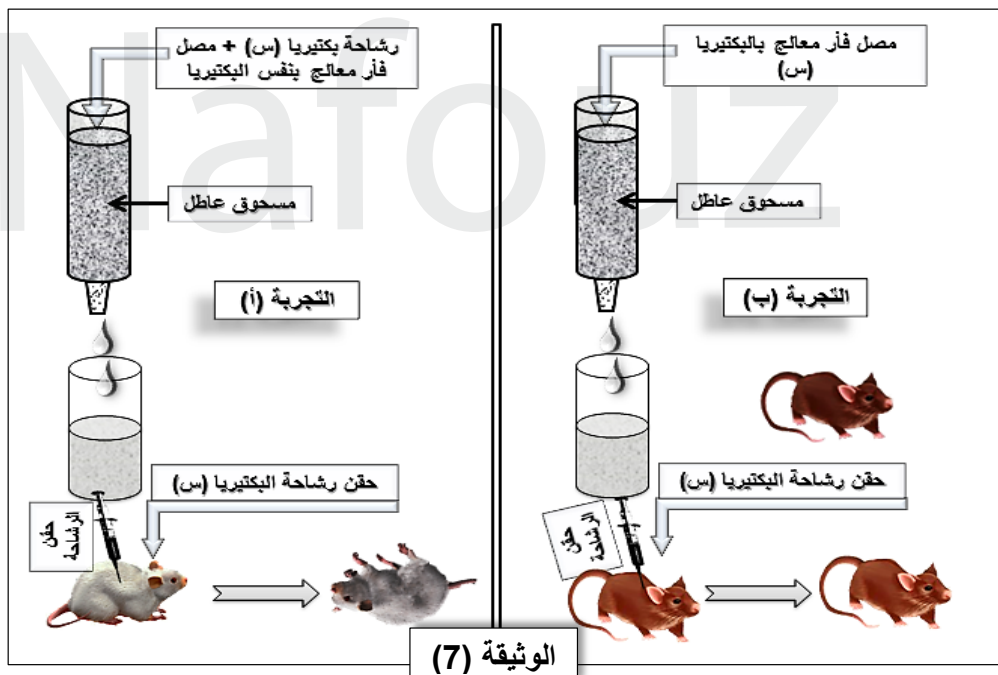 Nafouz
رشاحة بكتيريا (س) + مصل
فأر معالج بنفس البكتيريا
مسحوق عاطل
التجربة (أ)
حقن رشاحة البكتيريا (س)
حقن
الرشاحة
مصل فأر معالج بالبكتيريا
(س)
مسحوق عاطل
التجربة (ب)
حقن رشاحة البكتيريا (س)
حقن
الرشاحة
الوثيقة (7)